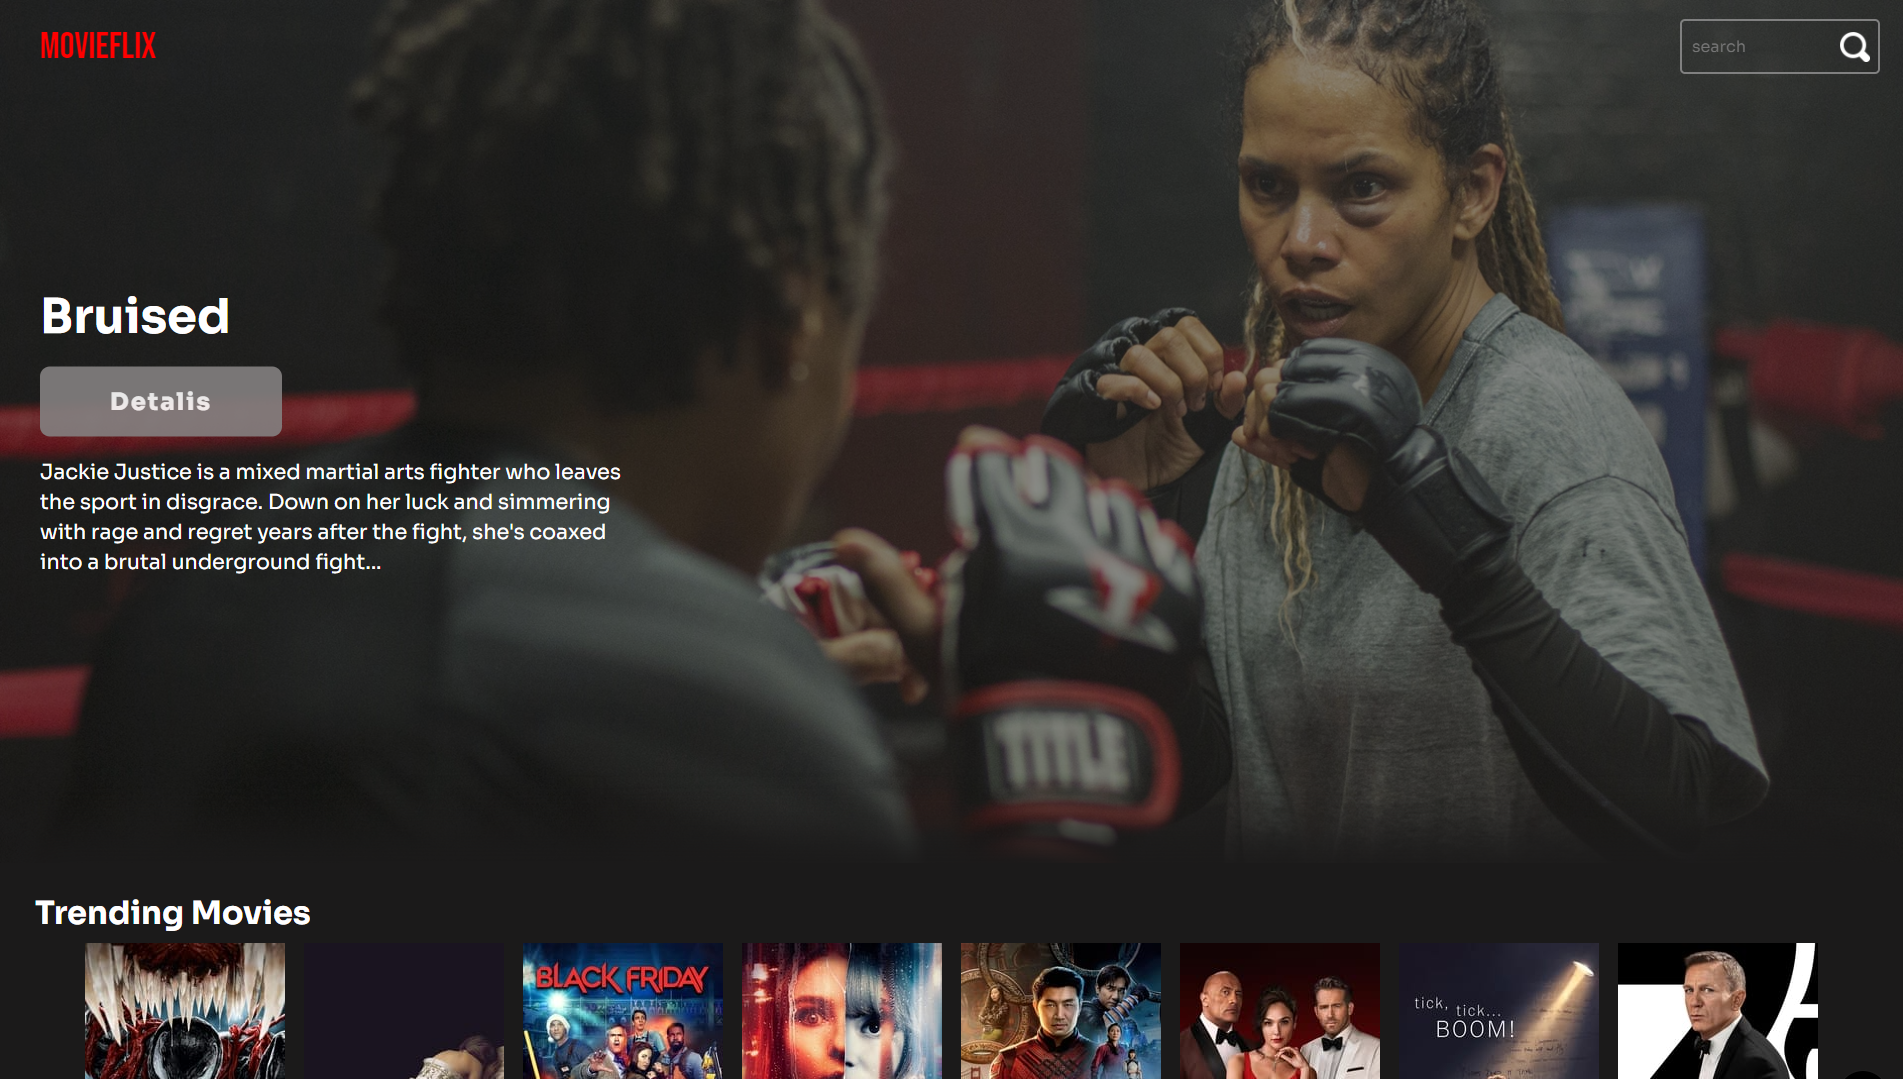 MOVIEFLIX
search
Bruised
Detalis
Jackie Justice is a mixed martial arts fighter who leaves
the sport in disgrace. Down on her luck and simmering
with rage and regret years after the fight, she's coaxed
into a brutal underground fight...
TITLE
Trending Movies
BLACK FRIDAY
tick, tick...
BOOM!